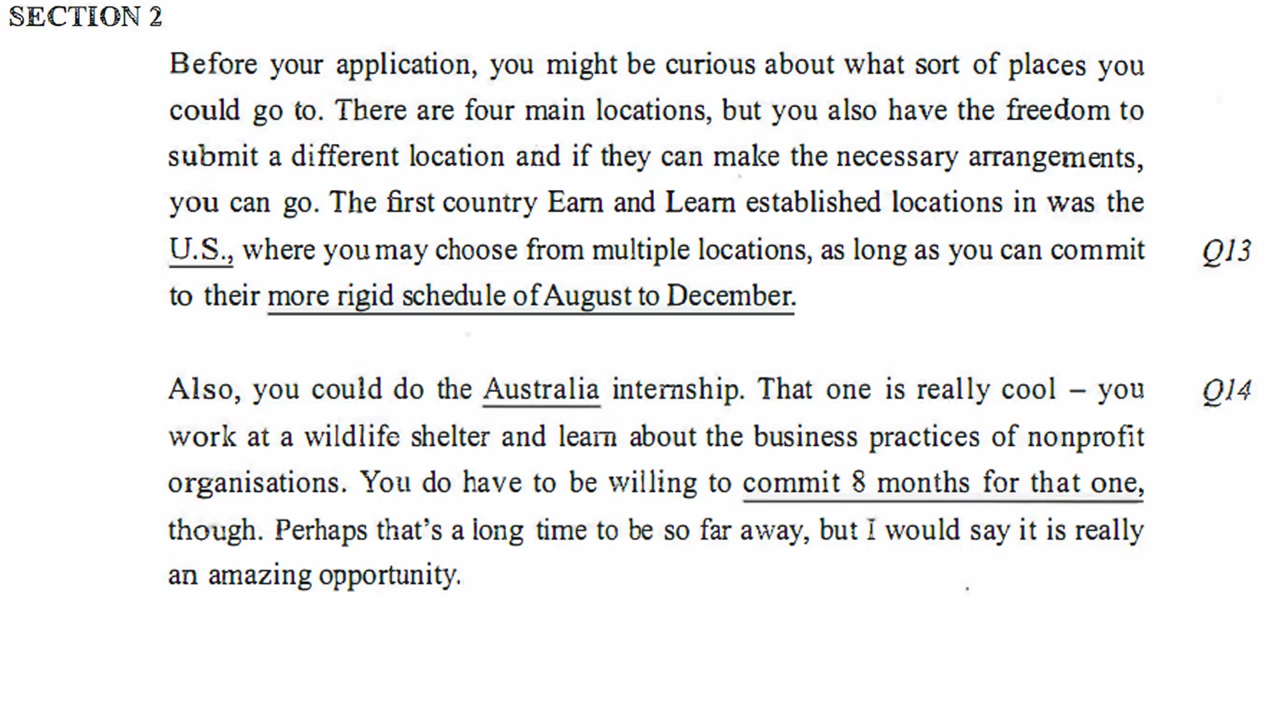 SECTION 2
Before your application, you might be curious about what sort of places you
could go to. There are four main locations, but you also have the freedom to
submit a different location and if they can make the necessary arrangements,
you can go. The first country Earn and Learn established locations in was the
U.S., where you may choose from multiple locations, as long as you can commit Q13
to their more rigid schedule of August to December.
Also, you could do the Australia internship. That one is really cool – you Q14
work at a wildlife shelter and learn about the business practices of nonprofit
organisations. You do have to be willing to commit 8 months for that one,
though. Perhaps that's a long time to be so far away, but I would say it is really
an amazing opportunity.